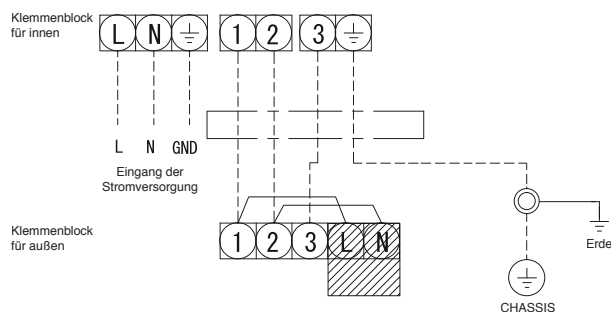 Klemmenblock
für innen
L N 1 2 3
L N GND
Eingang der
Stromversorgung
Klemmenblock
für außen
1 2 3 L N
Erde
CHASSIS